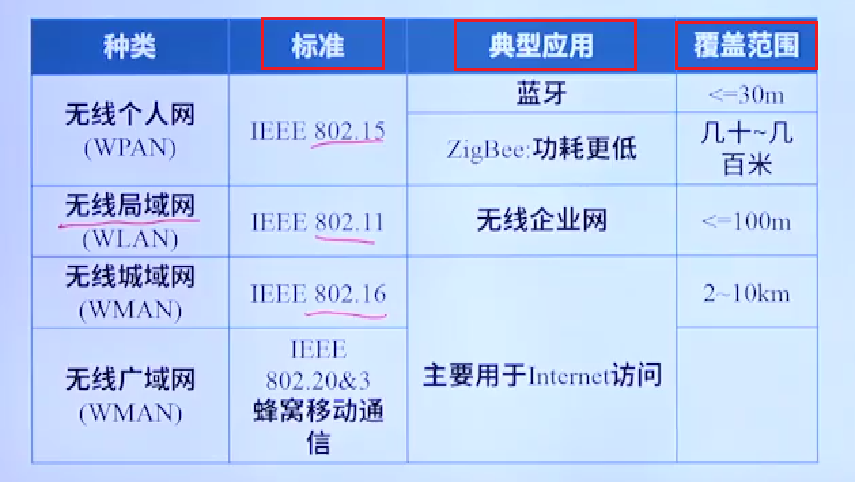 种类 标准 典型应用 覆盖范围
无线个人网
(WPAN)
IEEE 802.15
蓝牙
<=30m
ZigBee:功耗更低
几十~几
百米
无线局域网
(WLAN)
IEEE 802.11
无线企业网
<=100m
无线城域网
(WMAN)
IEEE 802.16
主要用于Internet访问
2~10km
无线广域网
(WMAN)
IEEE
802.20&3
蜂窝移动通
信